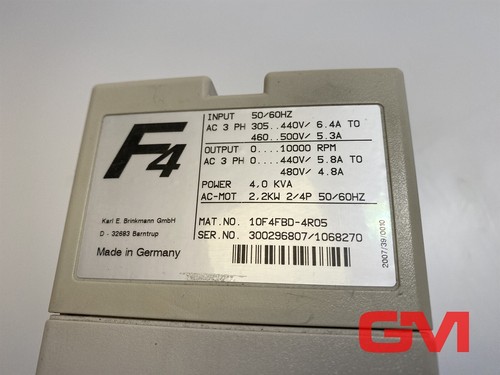 F4
Karl E. Brinkmann GmbH
D - 32683 Barntrup
Made in Germany
INPUT 50/60HZ
AC 3 PH 305..440V/ 6.4A TO
460..500V/ 5.3A
OUTPUT 0....10000 RPM
AC 3 PH 0...440V/ 5.8A TO
480V/ 4.8A
POWER 4,0 KVA
AC-MOT 2,2KW 2/4P 50/60HZ
MAT.NO. 10F4FBD-4R05
SER.NO. 300296807/1068270
2007/39/0010
GM